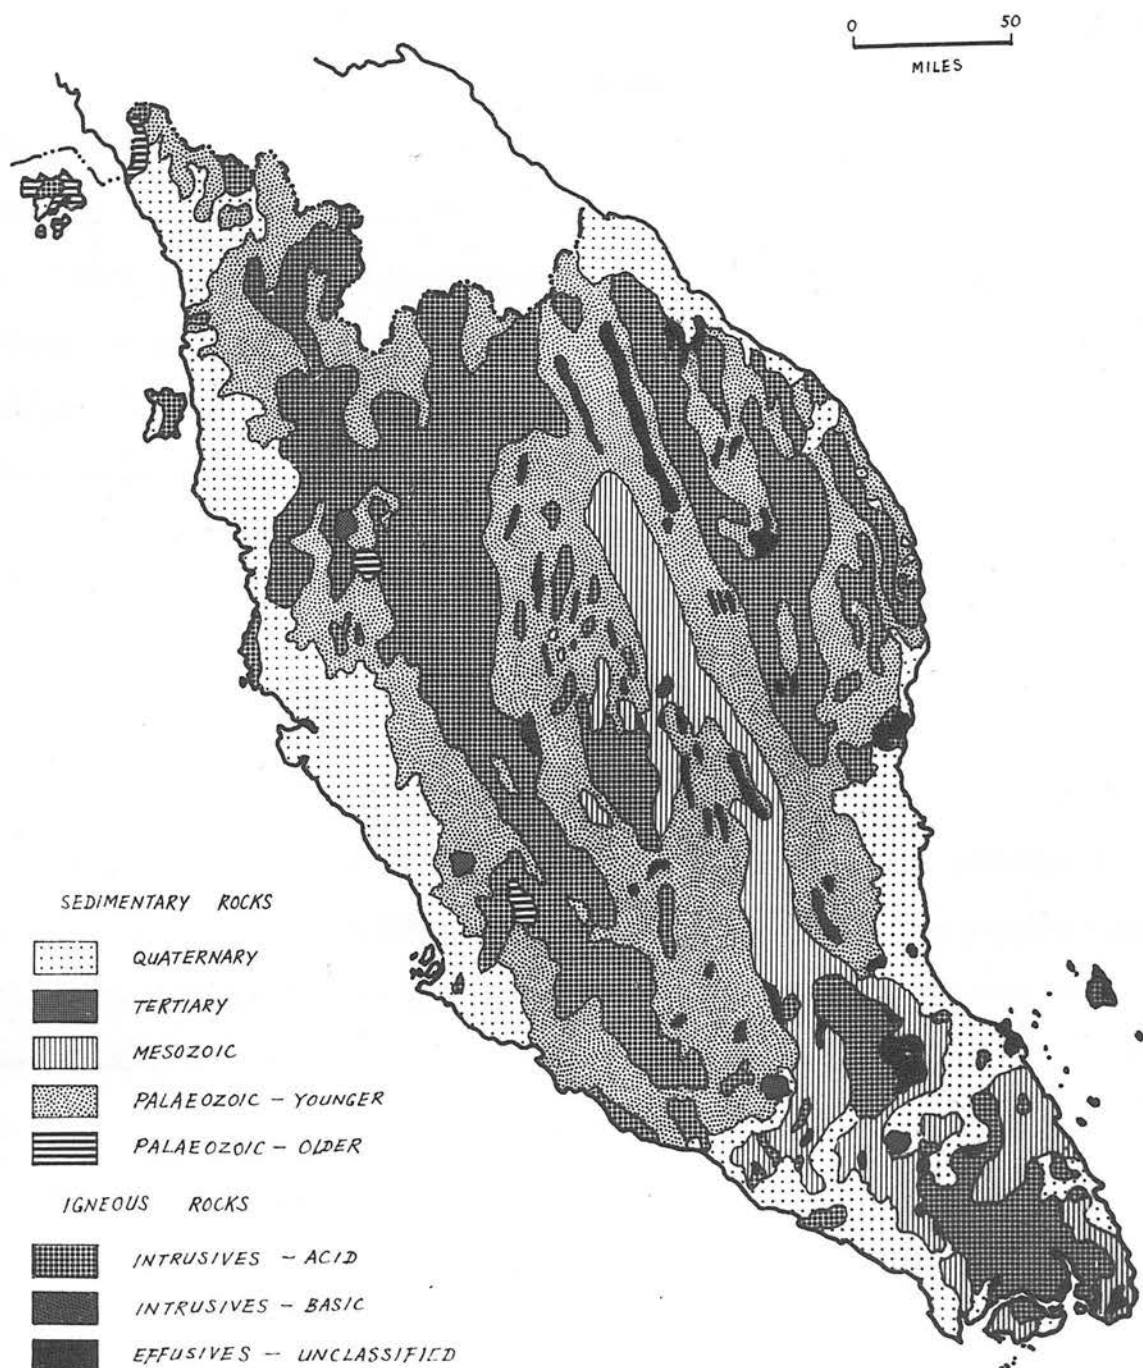 0 50
MILES
SEDIMENTARY ROCKS
QUATERNARY
TERTIARY
MESOZOIC
PALAEOZOIC - YOUNGER
PALAEOZOIC - OLDER
IGNEOUS ROCKS
INTRUSIVES - ACID
INTRUSIVES - BASIC
EFFUSIVES - UNCLASSIFIED